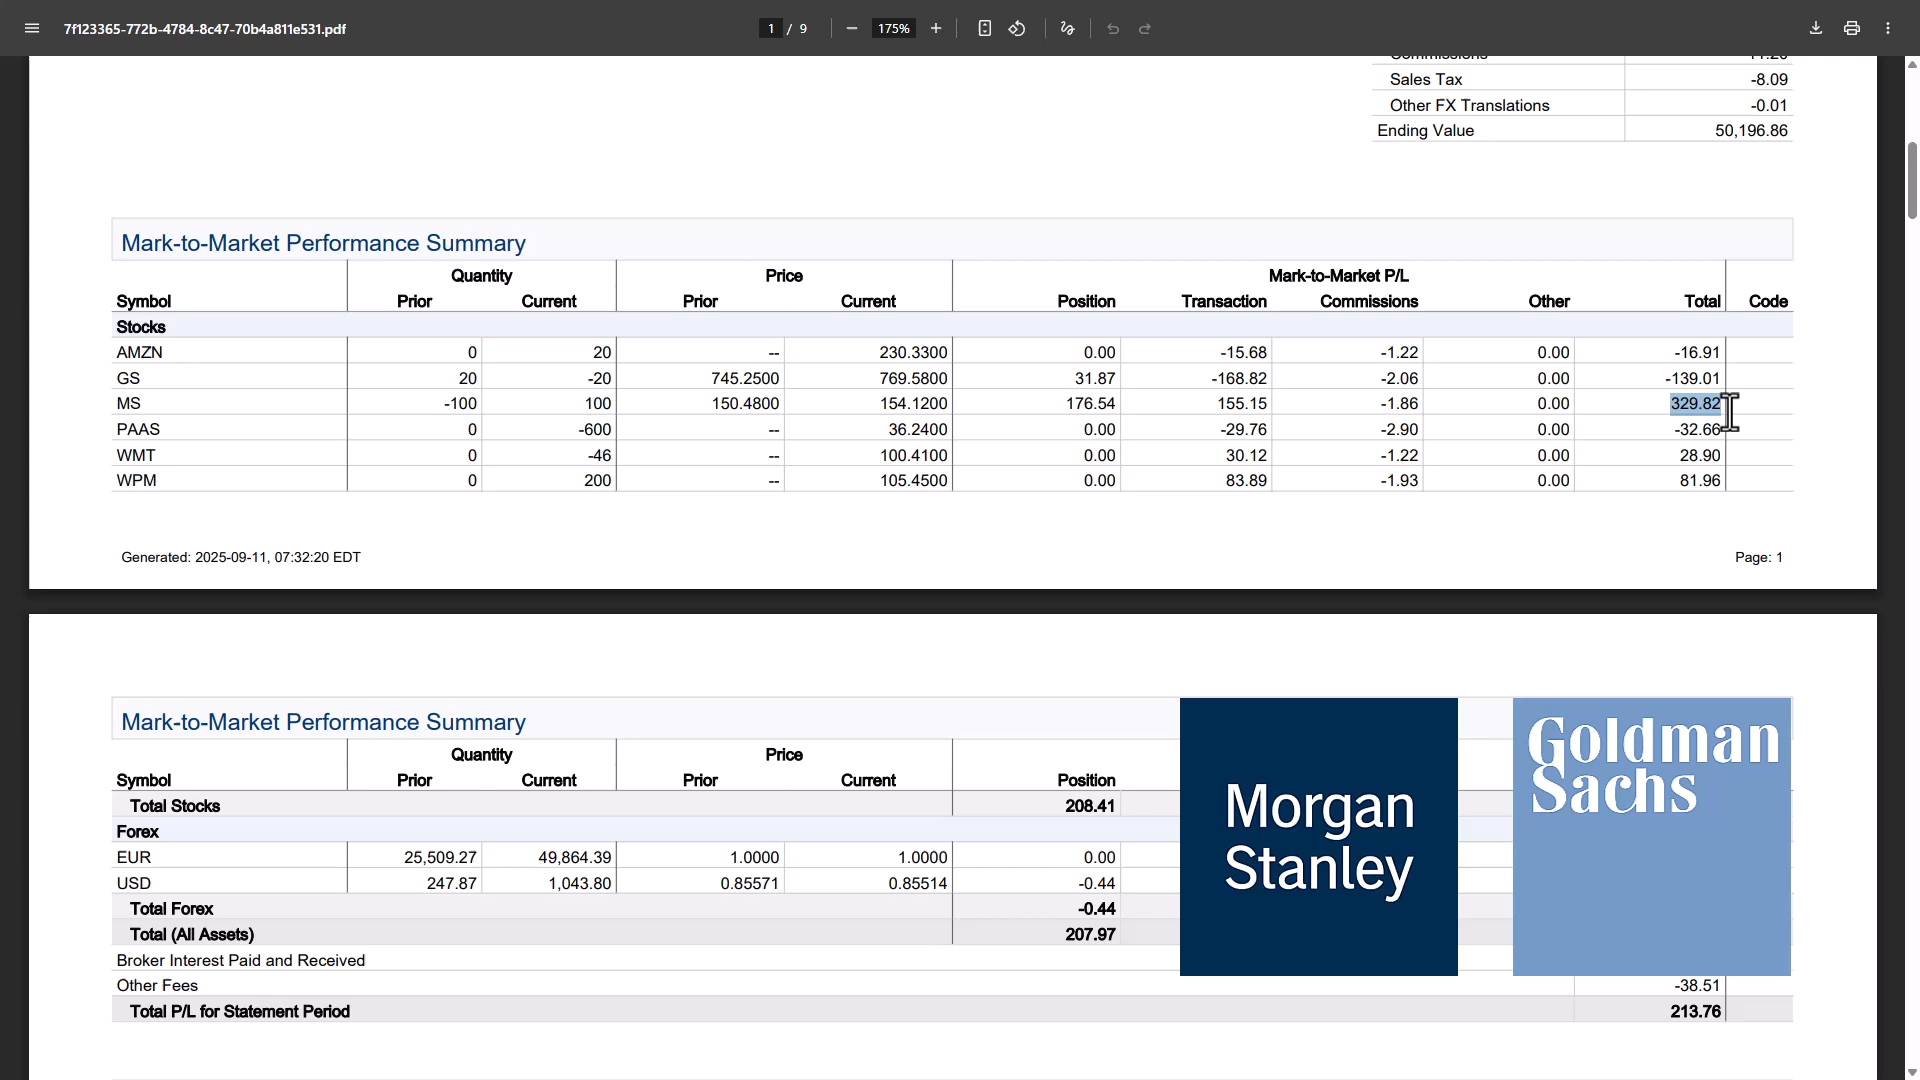 7f123365-772b-4784-8c47-70b4a811e531.pdf 1 / 9 175%
Sales Tax -8.09
Other FX Translations -0.01
Ending Value 50,196.86
Mark-to-Market Performance Summary
Quantity Price Mark-to-Market P/L
Symbol Prior Current Prior Current Position Transaction Commissions Other Total Code
Stocks
AMZN 0 20 -- 230.3300 0.00 -15.68 -1.22 0.00 -16.91
GS 20 -20 745.2500 769.5800 31.87 -168.82 -2.06 0.00 -139.01
MS -100 100 150.4800 154.1200 176.54 155.15 -1.86 0.00 329.82
PAAS 0 -600 -- 36.2400 0.00 -29.76 -2.90 0.00 -32.66
WMT 0 -46 -- 100.4100 0.00 30.12 -1.22 0.00 28.90
WPM 0 200 -- 105.4500 0.00 83.89 -1.93 0.00 81.96
Generated: 2025-09-11, 07:32:20 EDT Page: 1
Mark-to-Market Performance Summary
Quantity Price
Symbol Prior Current Prior Current Position
Total Stocks 208.41
Forex
EUR 25,509.27 49,864.39 1.0000 1.0000 0.00
USD 247.87 1,043.80 0.85571 0.85514 -0.44
Total Forex -0.44
Total (All Assets) 207.97
Broker Interest Paid and Received
Other Fees -38.51
Total P/L for Statement Period 213.76
Morgan
Stanley
Goldman
Sachs